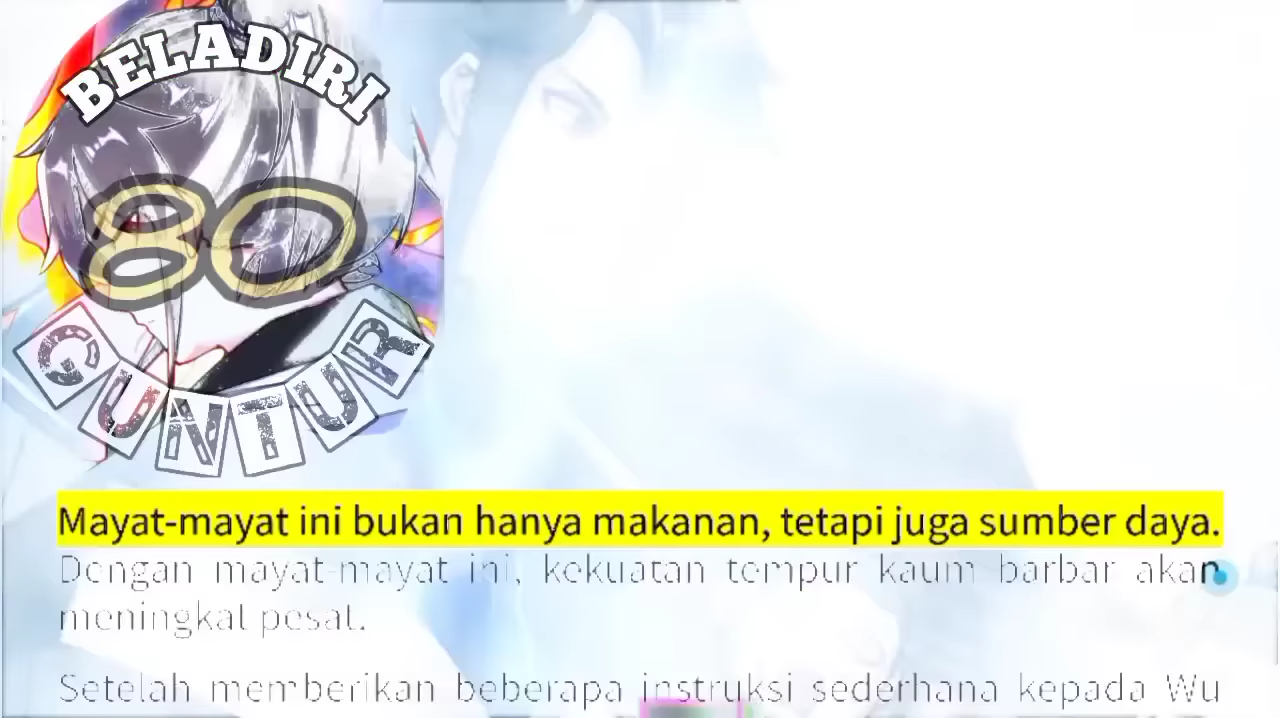 BELADIRI
80
GUNTUR
Mayat-mayat ini bukan hanya makanan, tetapi juga sumber daya.
Dengan mayat-mayat ini, kekuatan tempur kaum barbar akan
meningkat pesat.
Setelah memberikan beberapa instruksi sederhana kepada Wu